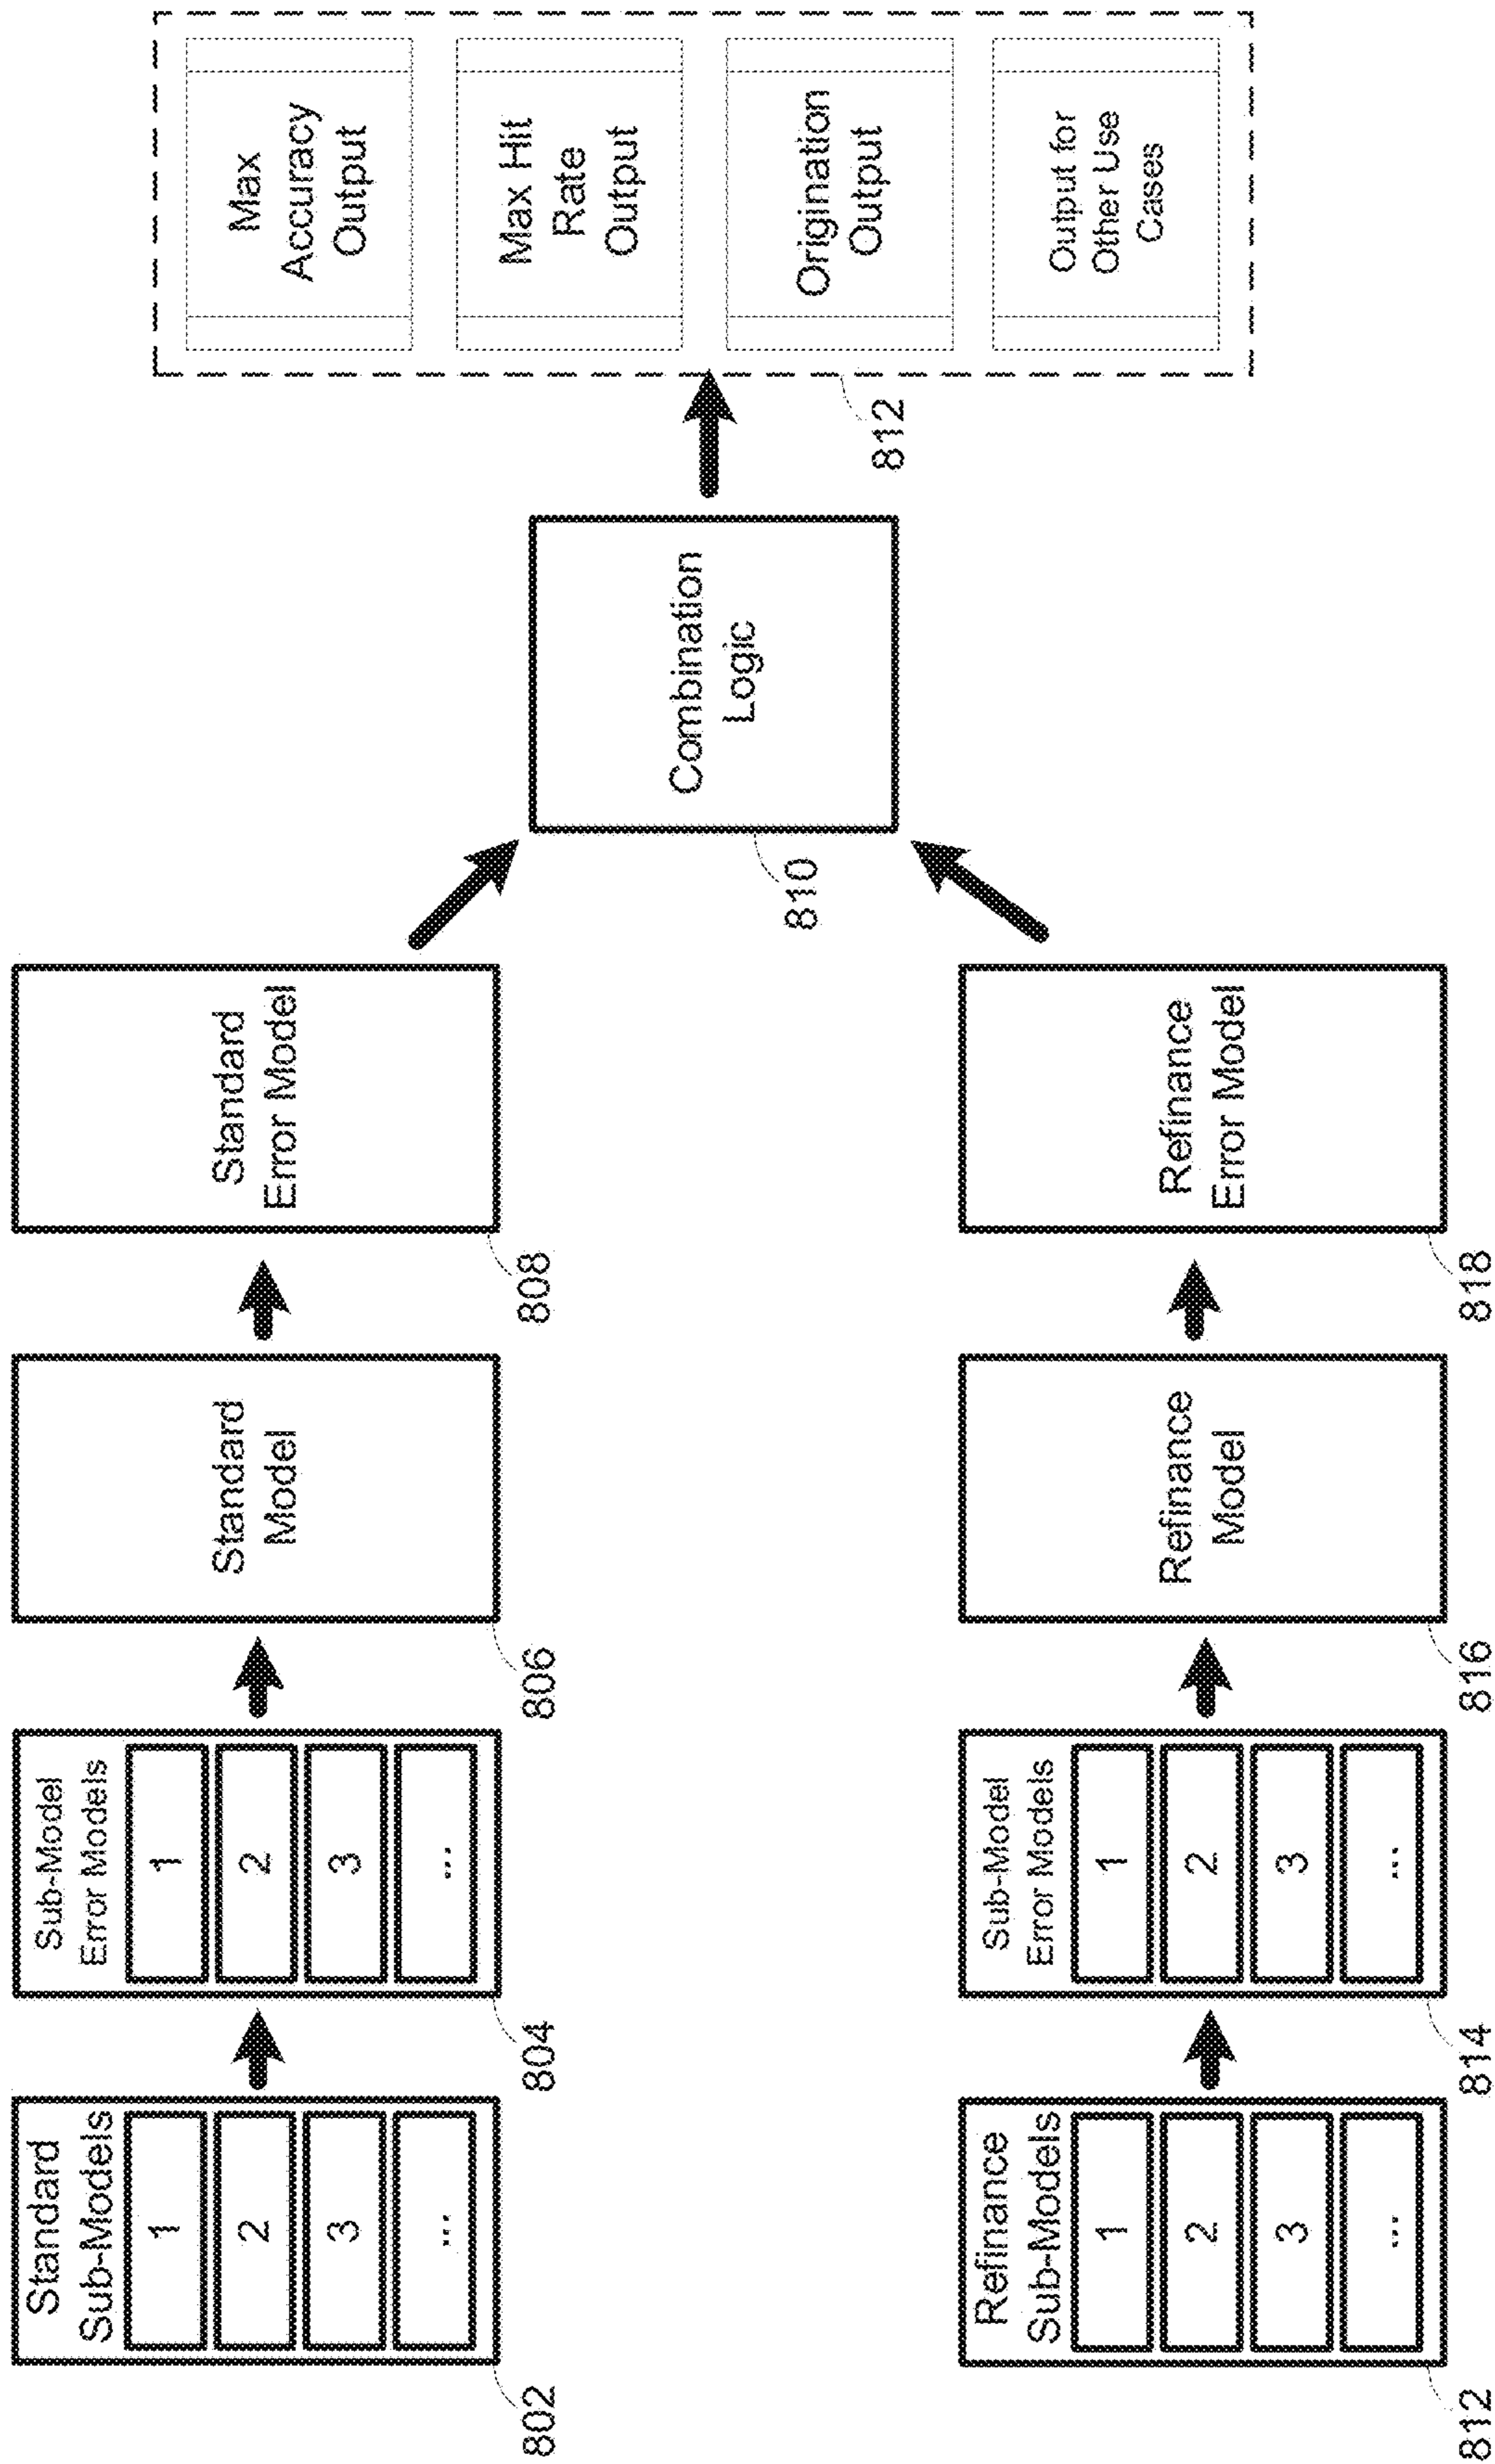 Standard
Sub-Models
1
2
3
...
802
Sub-Model
Error Models
1
2
3
...
804
Standard
Model
806
Standard
Error Model
808
Refinance
Sub-Models
1
2
3
...
812
Sub-Model
Error Models
1
2
3
...
814
Refinance
Model
816
Refinance
Error Model
818
Combination
Logic
810
Max
Accuracy
Output
Max Hit
Rate
Output
Origination
Output
Output for
Other Use
Cases
812